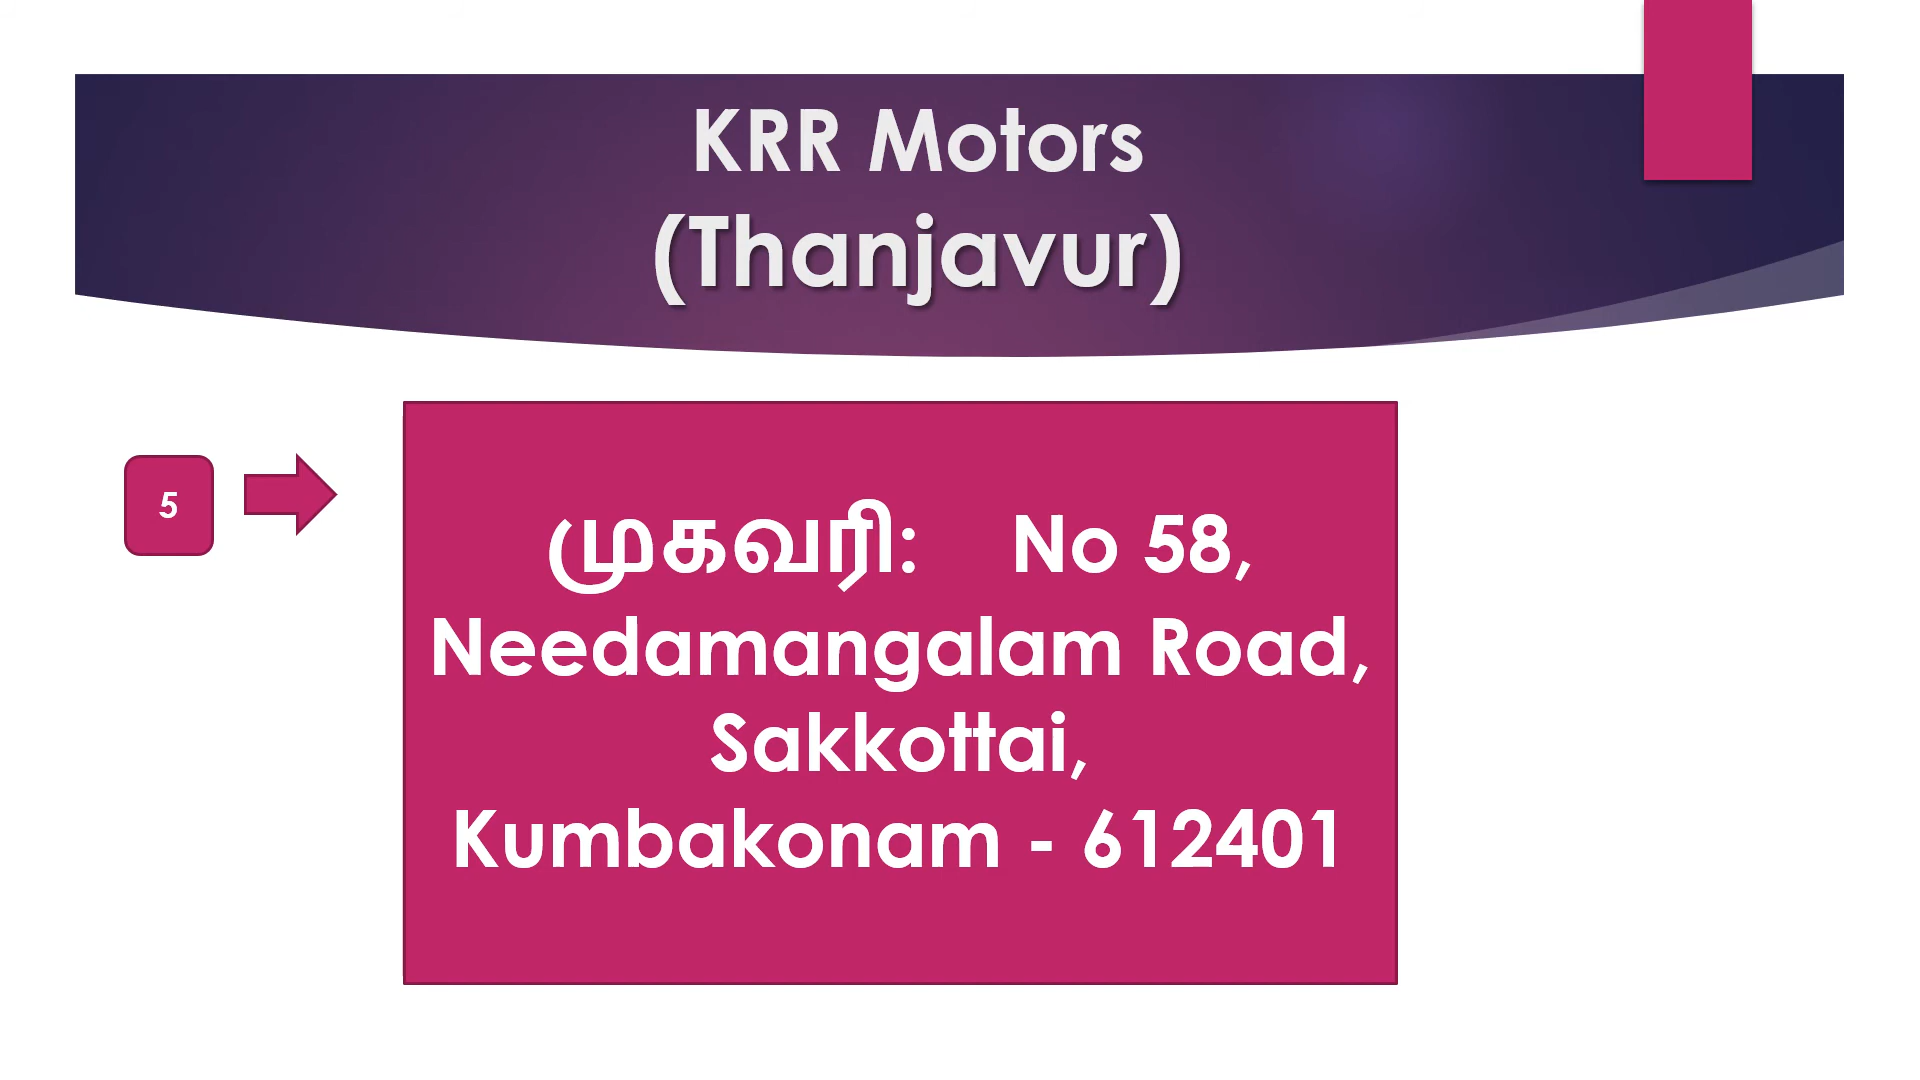 KRR Motors
(Thanjavur)
5
முகவரி: No 58,
Needamangalam Road,
Sakkottai,
Kumbakonam - 612401